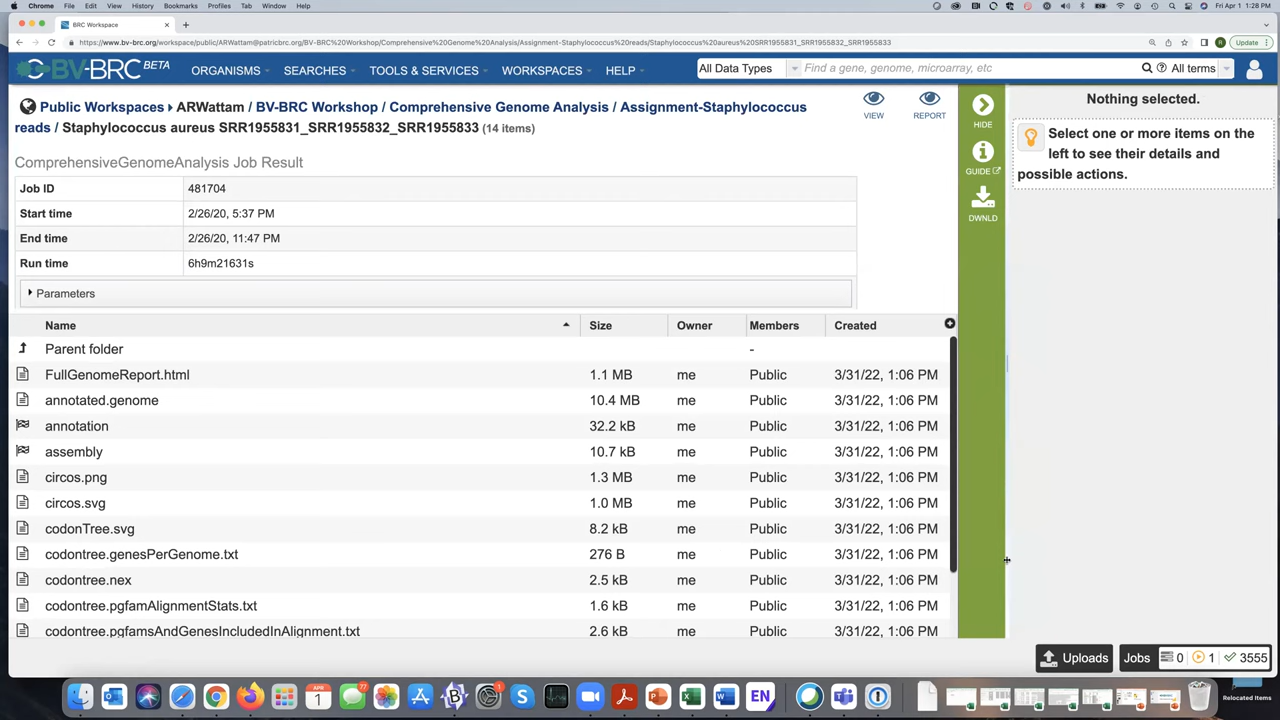 Chrome File Edit View History Bookmarks Profiles Tab Window Help Fri Apr 1 1:28 PM
BRC Workspace
https://www.bv-brc.org/workspace/public/ARWattam@patricbrc.org/BV-BRC%20Workshop/Comprehensive%20Genome%20Analysis/Assignment-Staphylococcus%20reads/Staphylococcus%20aureus%20SRR1955831_SRR1955832_SRR1955833 R Update
BV-BRC BETA ORGANISMS SEARCHES TOOLS & SERVICES WORKSPACES HELP All Data Types Find a gene, genome, microarray, etc All terms
Public Workspaces ARWattam / BV-BRC Workshop / Comprehensive Genome Analysis / Assignment-Staphylococcus
reads / Staphylococcus aureus SRR1955831_SRR1955832_SRR1955833 (14 items)
VIEW REPORT
HIDE
GUIDE
DWNLD
Nothing selected.
Select one or more items on the
left to see their details and
possible actions.
ComprehensiveGenomeAnalysis Job Result
Job ID 481704
Start time 2/26/20, 5:37 PM
End time 2/26/20, 11:47 PM
Run time 6h9m21631s
Parameters
Name Size Owner Members Created
Parent folder -
FullGenomeReport.html 1.1 MB me Public 3/31/22, 1:06 PM
annotated.genome 10.4 MB me Public 3/31/22, 1:06 PM
annotation 32.2 kB me Public 3/31/22, 1:06 PM
assembly 10.7 kB me Public 3/31/22, 1:06 PM
circos.png 1.3 MB me Public 3/31/22, 1:06 PM
circos.svg 1.0 MB me Public 3/31/22, 1:06 PM
codonTree.svg 8.2 kB me Public 3/31/22, 1:06 PM
codontree.genesPerGenome.txt 276 B me Public 3/31/22, 1:06 PM
codontree.nex 2.5 kB me Public 3/31/22, 1:06 PM
codontree.pgfamAlignmentStats.txt 1.6 kB me Public 3/31/22, 1:06 PM
codontree.pgfamsAndGenesIncludedInAlignment.txt 2.6 kB me Public 3/31/22, 1:06 PM
Uploads Jobs 0 1 3555
APR 1 EN
Relocated Items